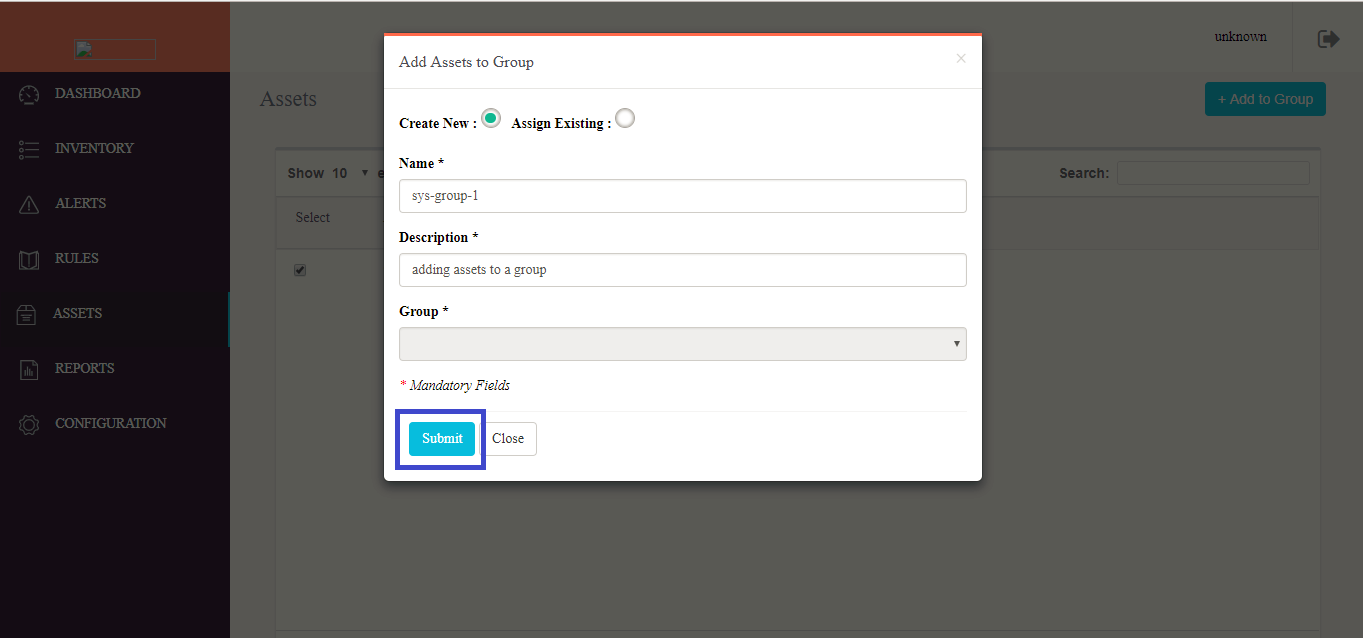 unknown
DASHBOARD
INVENTORY
ALERTS
RULES
ASSETS
REPORTS
CONFIGURATION
Assets
+ Add to Group
Show 10 ▾ e
Search:
Select
Add Assets to Group
×
Create New : Assign Existing :
Name *
sys-group-1
Description *
adding assets to a group
Group *
* Mandatory Fields
Submit Close